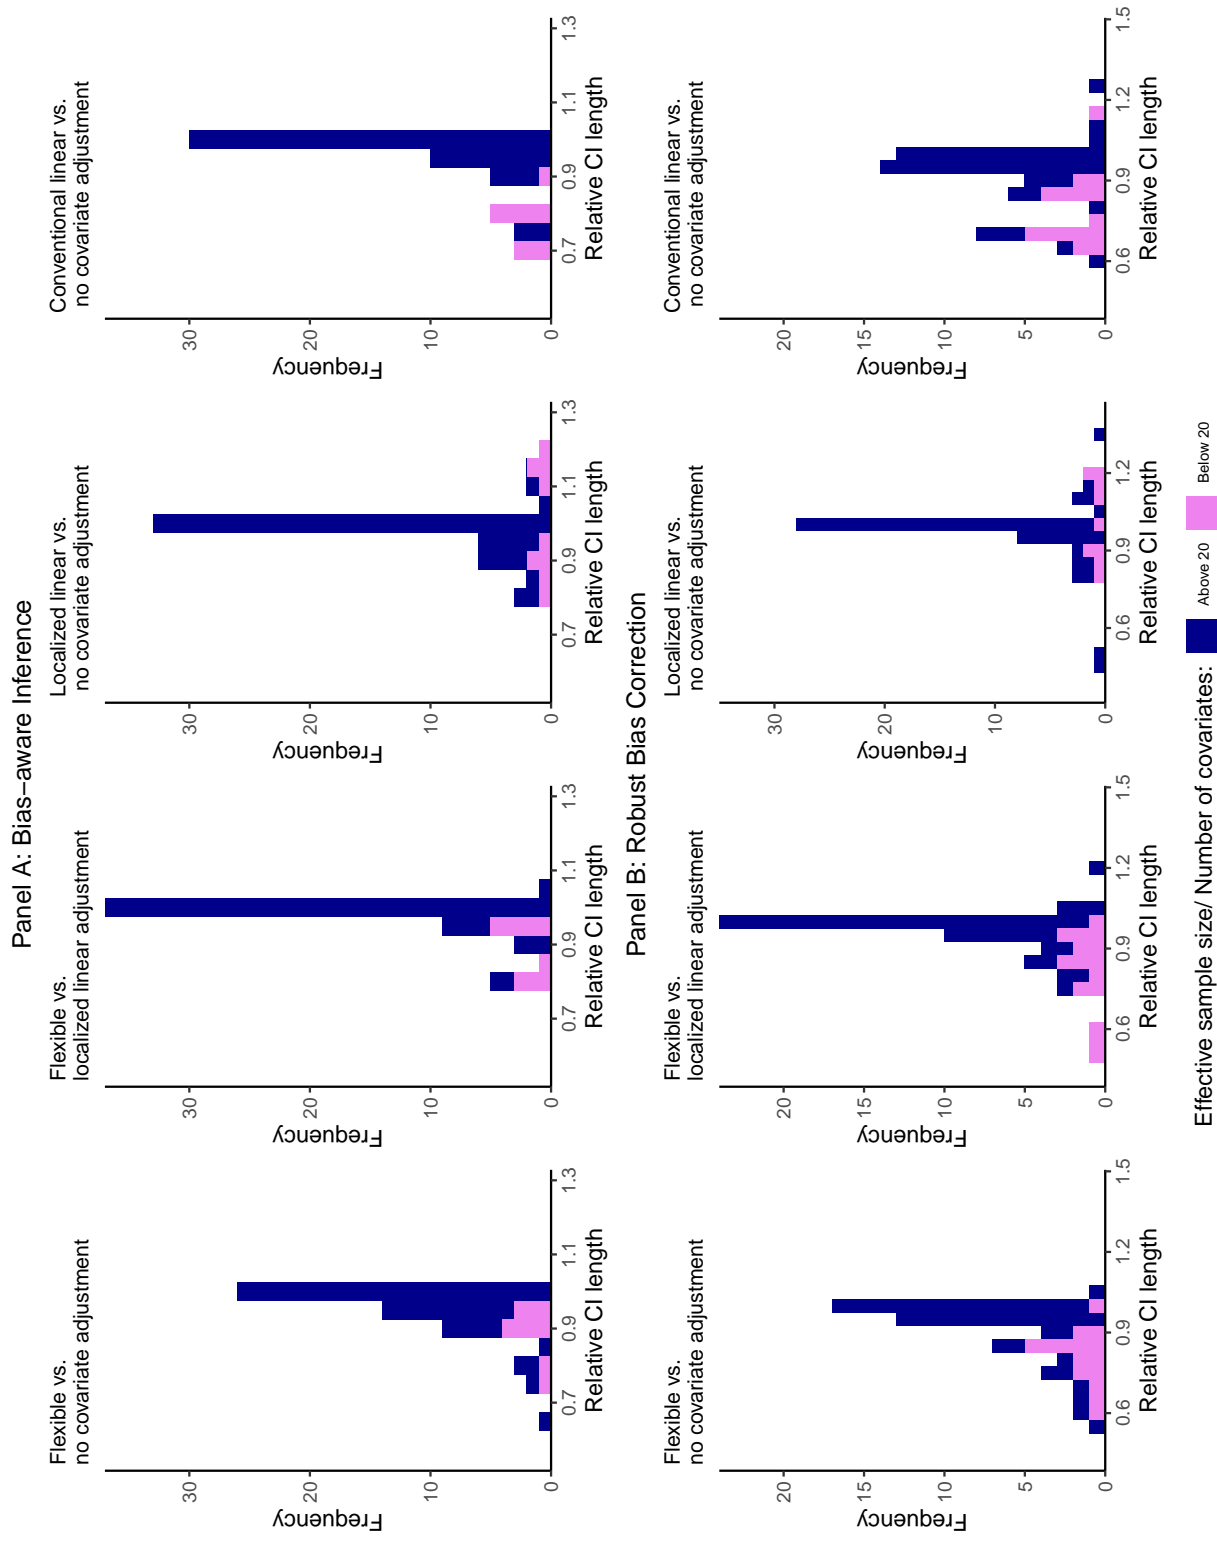 Panel A: Bias−aware Inference
Flexible vs.
no covariate adjustment
Frequency
30
20
10
0
0.7
0.9
1.1
1.3
Relative CI length
Flexible vs.
localized linear adjustment
Frequency
30
20
10
0
0.7
0.9
1.1
1.3
Relative CI length
Localized linear vs.
no covariate adjustment
Frequency
30
20
10
0
0.7
0.9
1.1
1.3
Relative CI length
Conventional linear vs.
no covariate adjustment
Frequency
30
20
10
0
0.7
0.9
1.1
1.3
Relative CI length
Panel B: Robust Bias Correction
Flexible vs.
no covariate adjustment
Frequency
20
15
10
5
0
0.6
0.9
1.2
1.5
Relative CI length
Flexible vs.
localized linear adjustment
Frequency
20
15
10
5
0
0.6
0.9
1.2
1.5
Relative CI length
Localized linear vs.
no covariate adjustment
Frequency
30
20
10
0
0.6
0.9
1.2
Relative CI length
Conventional linear vs.
no covariate adjustment
Frequency
20
15
10
5
0
0.6
0.9
1.2
1.5
Relative CI length
Effective sample size/ Number of covariates: Above 20 Below 20